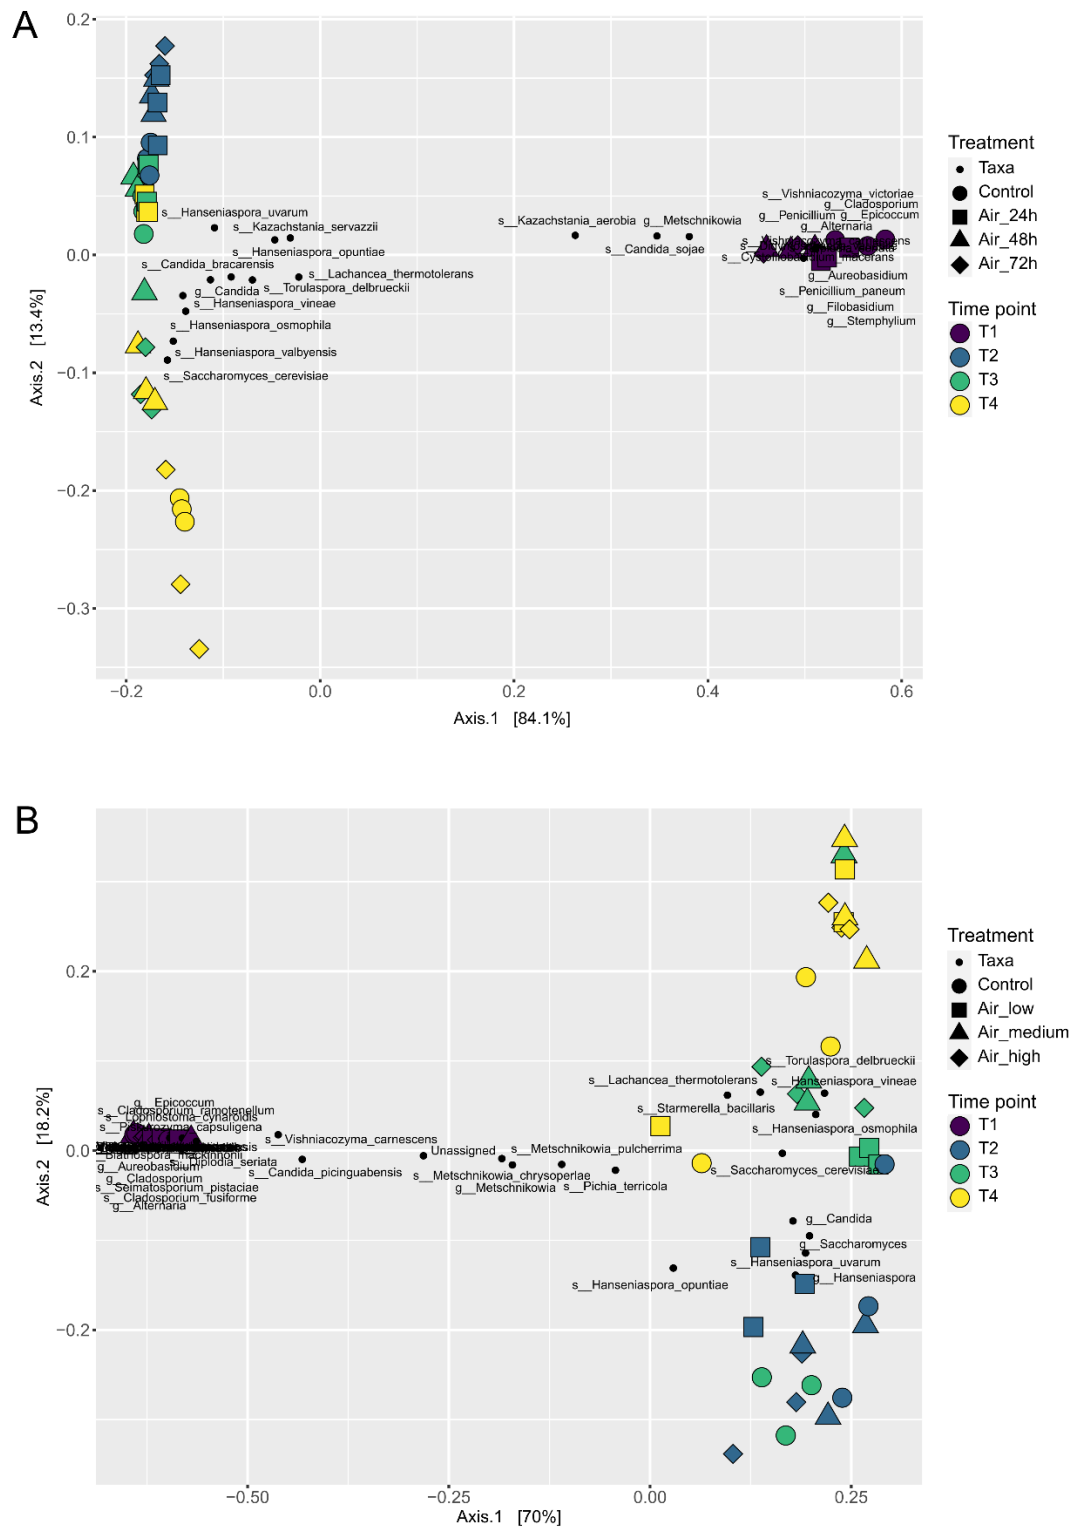 A
0.2
0.1
0.0
−0.1
−0.2
−0.3
Axis.2 [13.4%]
s__Hanseniaspora_uvarum
s__Kazachstania_servazzii
s__Hanseniaspora_opuntiae
s__Candida_bracarensis
s__Lachancea_thermotolerans
g__Candida
s__Torulaspora_delbrueckii
s__Hanseniaspora_vineae
s__Hanseniaspora_osmophila
s__Hanseniaspora_valbyensis
s__Saccharomyces_cerevisiae
s__Kazachstania_aerobia
g__Metschnikowia
s__Candida_sojae
s__Vishniacozyma_victoriae
g__Cladosporium
g__Penicillium
g__Epicoccum
g__Alternaria
g__Aureobasidium
s__Penicillium_paneum
g__Filobasidium
g__Stemphylium
−0.2
0.0
0.2
0.4
0.6
Axis.1 [84.1%]
Treatment
Taxa
Control
Air_24h
Air_48h
Air_72h
Time point
T1
T2
T3
T4
B
0.2
0.0
−0.2
Axis.2 [18.2%]
g__Epicoccum
s__Cladosporium_ramotenellum
s__Lophiostoma_cynaroidis
s__Vishniacozyma_carnescens
s__Diplodia_seriata
g__Aureobasidium
g__Cladosporium
s__Seimatosporium_pistaciae
s__Cladosporium_fusiforme
g__Alternaria
s__Candida_picinguabensis
Unassigned
s__Metschnikowia_pulcherrima
s__Metschnikowia_chrysoperlae
g__Metschnikowia
s__Pichia_terricola
s__Torulaspora_delbrueckii
s__Lachancea_thermotolerans
s__Hanseniaspora_vineae
s__Starmerella_bacillaris
s__Hanseniaspora_osmophila
s__Saccharomyces_cerevisiae
g__Candida
g__Saccharomyces
s__Hanseniaspora_uvarum
g__Hanseniaspora
s__Hanseniaspora_opuntiae
−0.50
−0.25
0.00
0.25
Axis.1 [70%]
Treatment
Taxa
Control
Air_low
Air_medium
Air_high
Time point
T1
T2
T3
T4